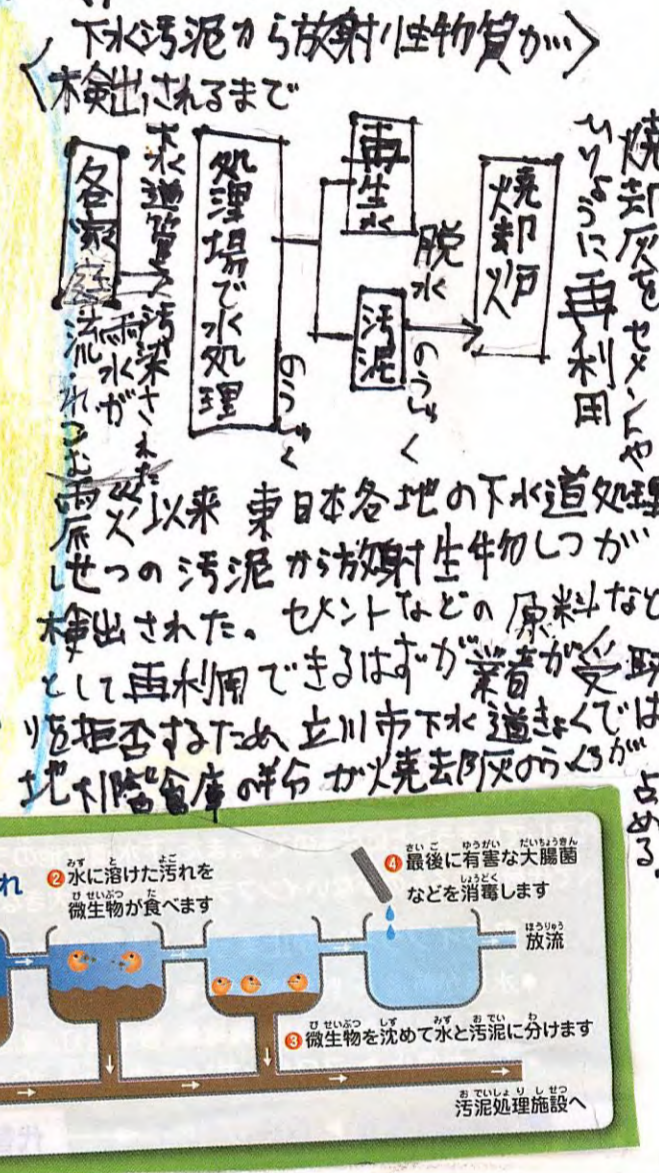 下水汚泥から放射性物質が…
検出されるまで
各家庭
下水道管
汚染された
雨水が
流れこむ
処理場で水処理
のうしゅく
再生水
汚泥
脱水
のうしゅく
焼却炉
焼却灰をセメントや
ひりょうに再利用
以来 東日本各地の下水道処理
せつの汚泥から放射生物しつが
検出された。セメントなどの原料など
として再利用できるはずが業者が受取
りを拒否するため 立川市下水道きょくでは
地下1階倉庫の半分が焼却灰のふくろが
占める。
れ
❷水に溶けた汚れを
微生物が食べます
❹最後に有害な大腸菌
などを消毒します
放流
❸微生物を沈めて水と汚泥に分けます
汚泥処理施設へ